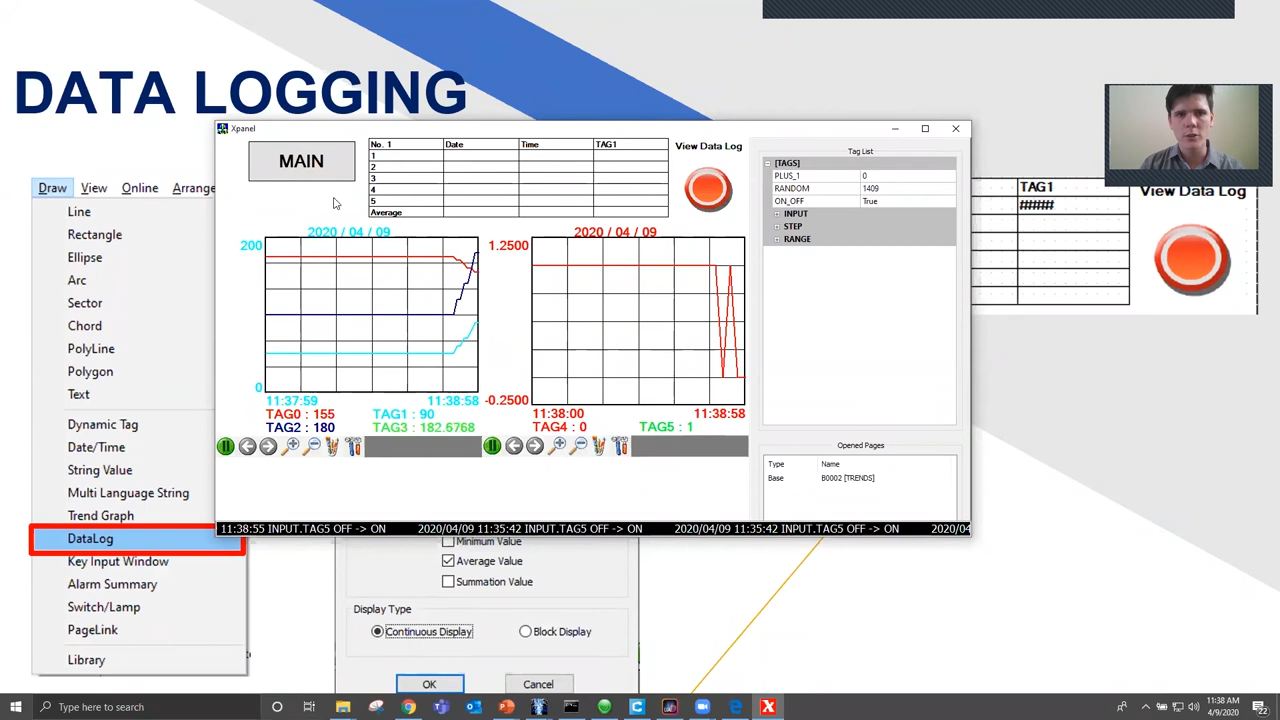 DATA LOGGING
Xpanel
MAIN
No. 1 Date Time TAG1
1
2
3
4
5
Average
View Data Log
2020 / 04 / 09
200
0
11:37:59 11:38:58
TAG0 : 155 TAG1 : 90
TAG2 : 180 TAG3 : 182.6768
2020 / 04 / 09
1.2500
-0.2500
11:38:00 11:38:58
TAG4 : 0 TAG5 : 1
Tag List
[TAGS]
PLUS_1 0
RANDOM 1409
ON_OFF True
INPUT
STEP
RANGE
Opened Pages
Type Name
Base B0002 [TRENDS]
11:38:55 INPUT.TAG5 OFF -> ON 2020/04/09 11:35:42 INPUT.TAG5 OFF -> ON 2020/04/09 11:35:42 INPUT.TAG5 OFF -> ON 2020/04
Draw View Online Arrange
Line
Rectangle
Ellipse
Arc
Sector
Chord
PolyLine
Polygon
Text
Dynamic Tag
Date/Time
String Value
Multi Language String
Trend Graph
DataLog
Key Input Window
Alarm Summary
Switch/Lamp
PageLink
Library
Minimum Value
Average Value
Summation Value
Display Type
Continuous Display Block Display
OK Cancel
TAG1
######
View Data Log
Type here to search
11:38 AM
4/9/2020
22